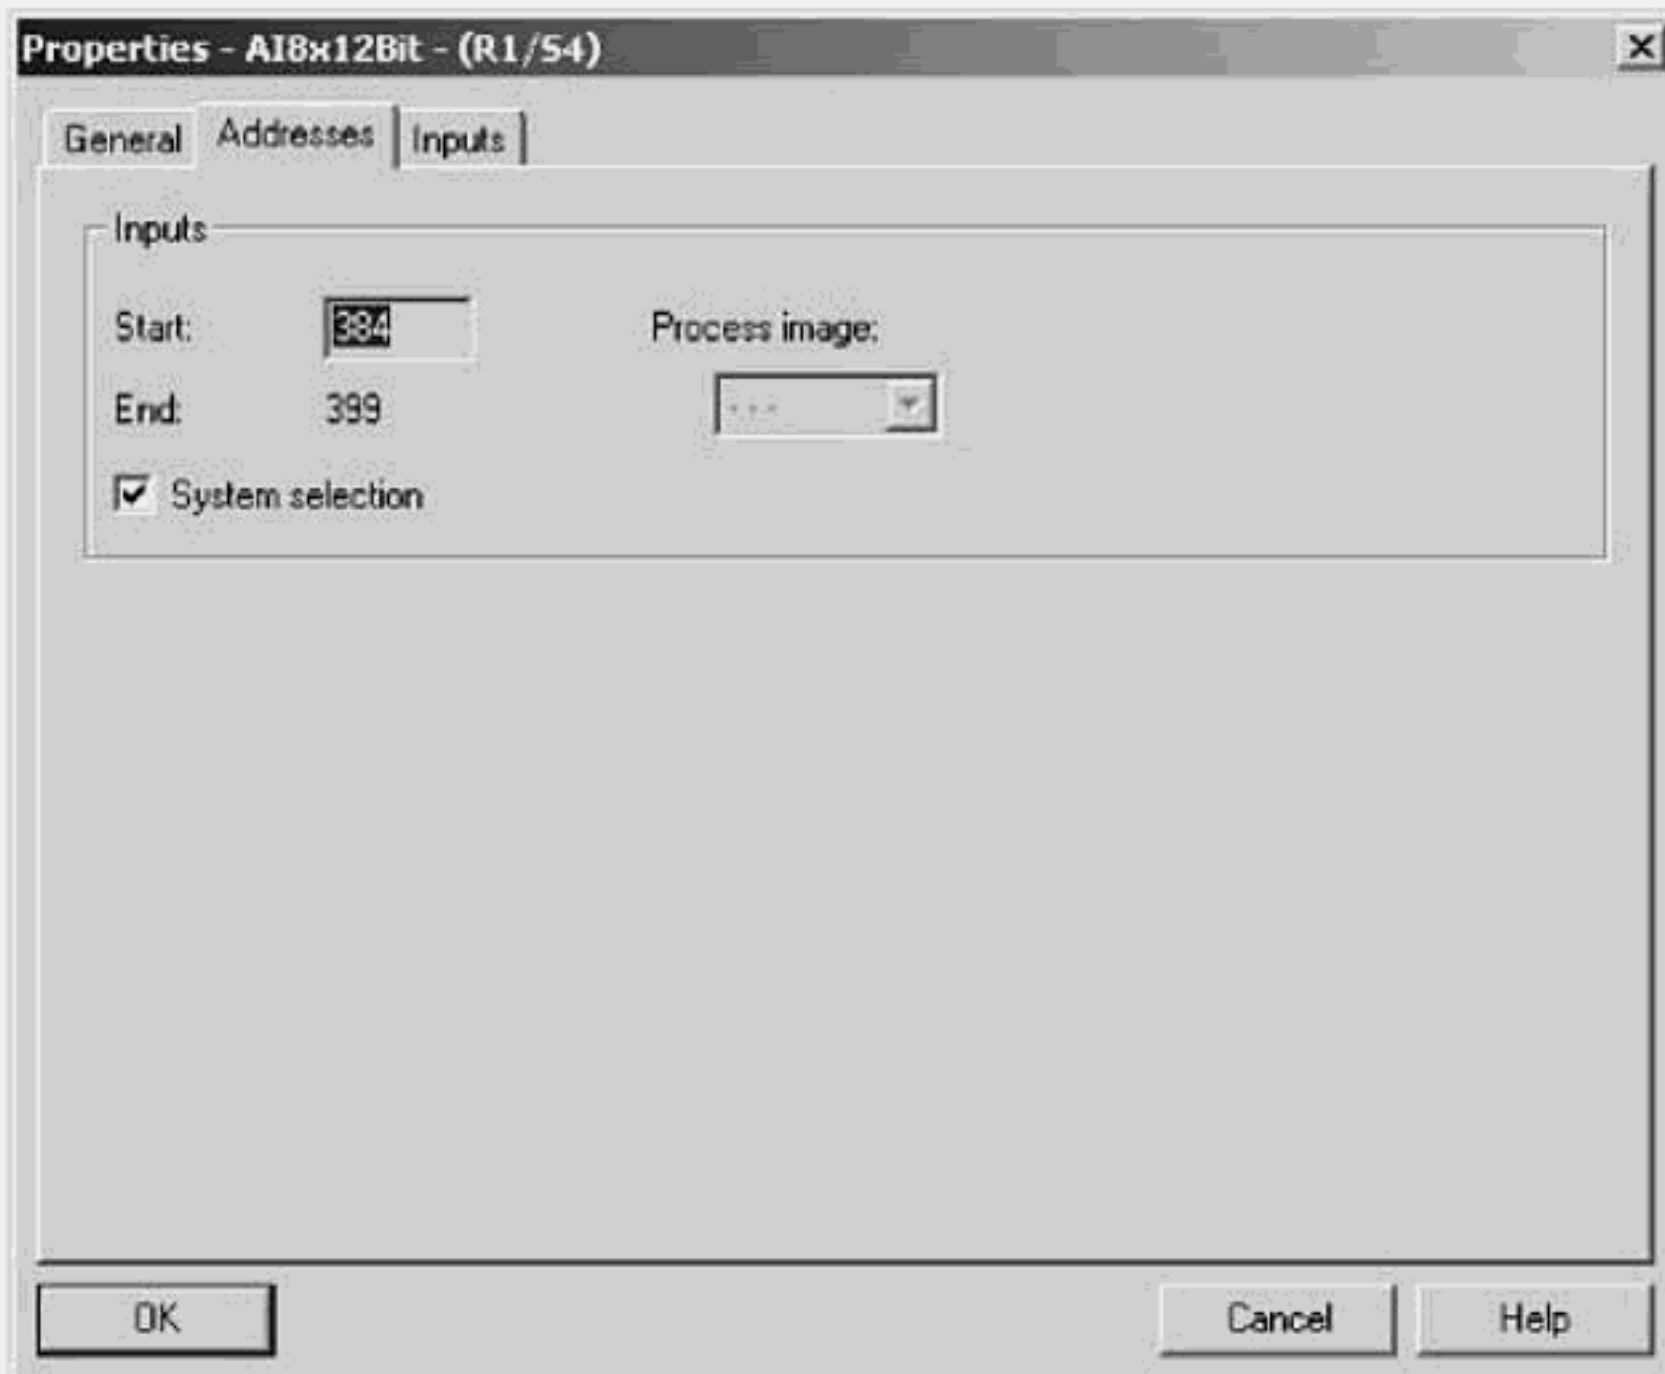 Properties - AI8x12Bit - (R1/S4)
General Addresses Inputs
Inputs
Start: 384 Process image:
End: 399 ---
System selection
OK Cancel Help